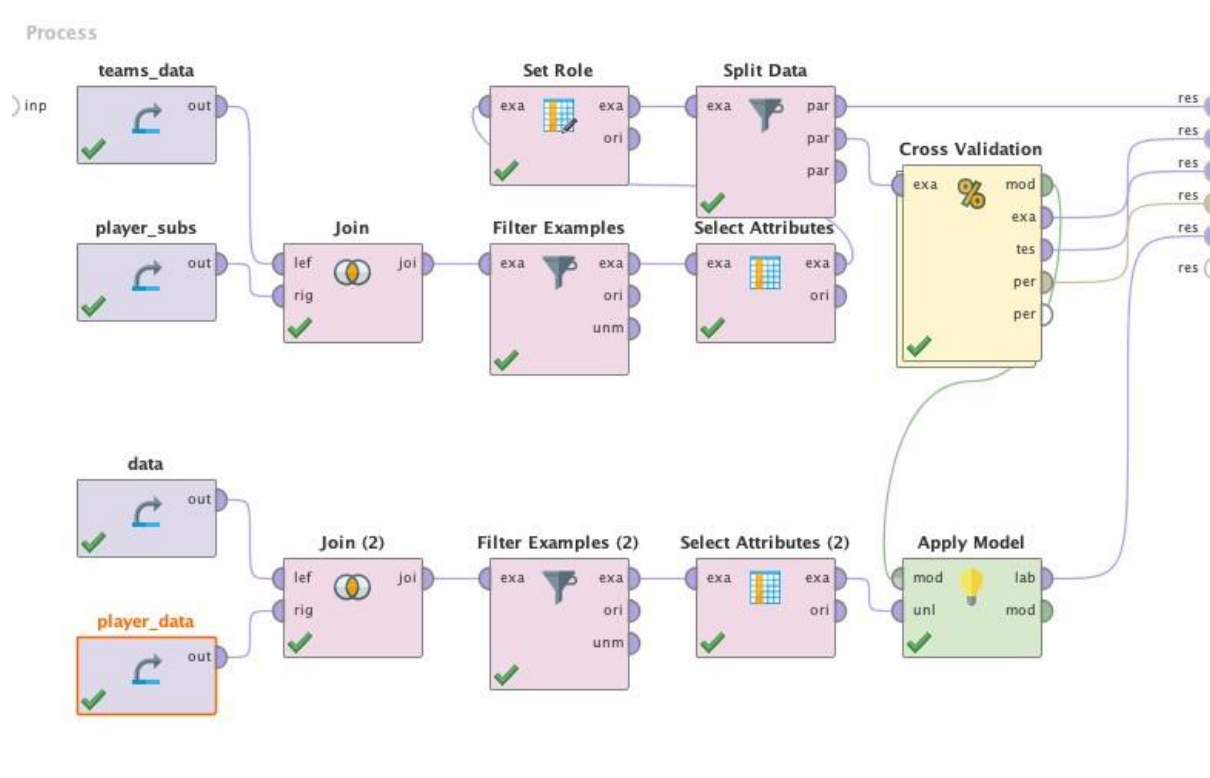 Process
inp
teams_data
out
Set Role
exa
exa
ori
Split Data
exa
par
par
par
res
res
res
res
res
res
Cross Validation
exa
mod
exa
tes
per
per
player_subs
out
Join
lef
rig
joi
Filter Examples
exa
exa
ori
unm
Select Attributes
exa
exa
ori
data
out
Join (2)
lef
rig
joi
Filter Examples (2)
exa
exa
ori
unm
Select Attributes (2)
exa
exa
ori
Apply Model
mod
unl
lab
mod
player_data
out